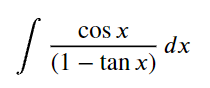 ∫ cos x / (1 − tan x) dx